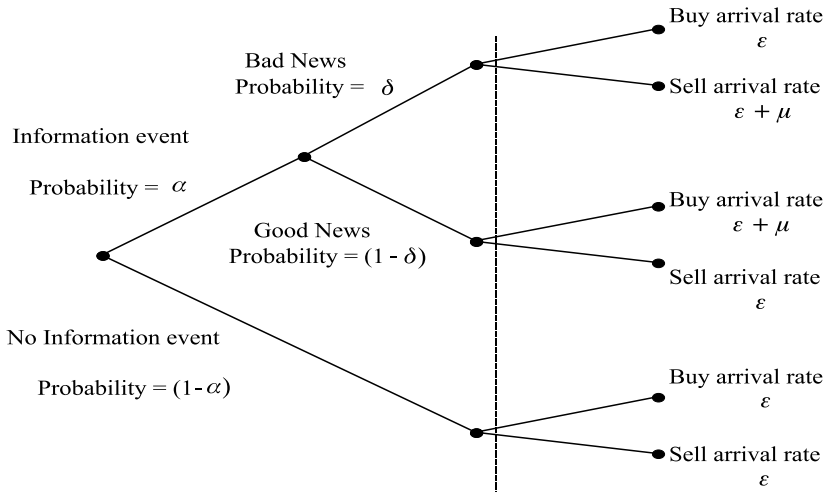 Buy arrival rate
ε
Bad News
Probability = δ
Sell arrival rate
ε + μ
Information event
Probability = α
Buy arrival rate
ε + μ
Good News
Probability = (1 - δ)
Sell arrival rate
ε
No Information event
Probability = (1-α)
Buy arrival rate
ε
Sell arrival rate
ε